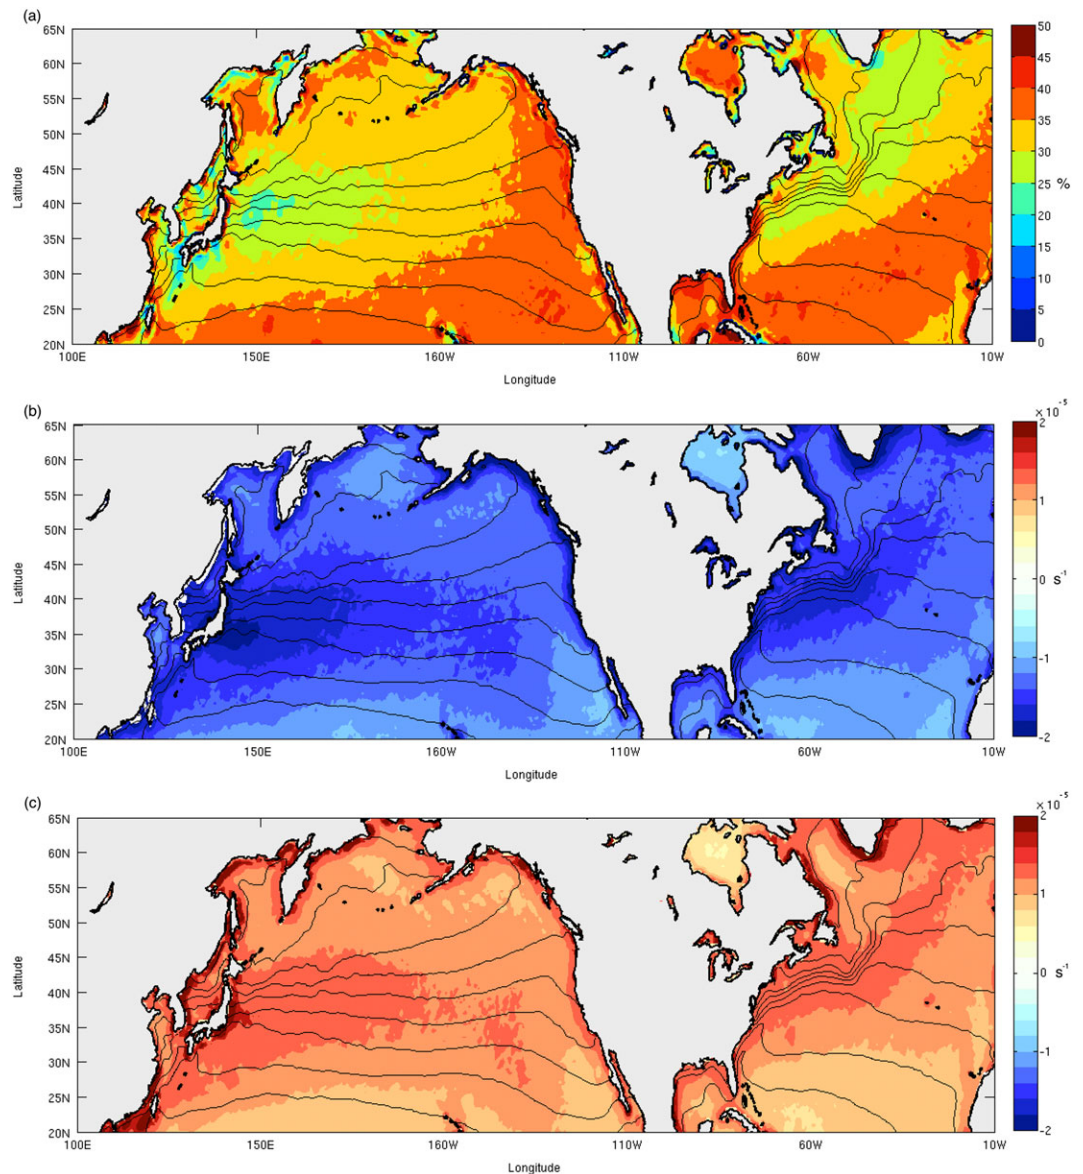 (a)
65N
60N
55N
50N
45N
40N
35N
30N
25N
20N
Latitude
100E 150E 160W 110W 60W 10W
Longitude
50
45
40
35
30
25
20
15
10
5
0
%
(b)
65N
60N
55N
50N
45N
40N
35N
30N
25N
20N
Latitude
100E 150E 160W 110W 60W 10W
Longitude
× 10⁻⁵
2
1
0
-1
-2
s⁻¹
(c)
65N
60N
55N
50N
45N
40N
35N
30N
25N
20N
Latitude
100E 150E 160W 110W 60W 10W
Longitude
× 10⁻⁵
2
1
0
-1
-2
s⁻¹